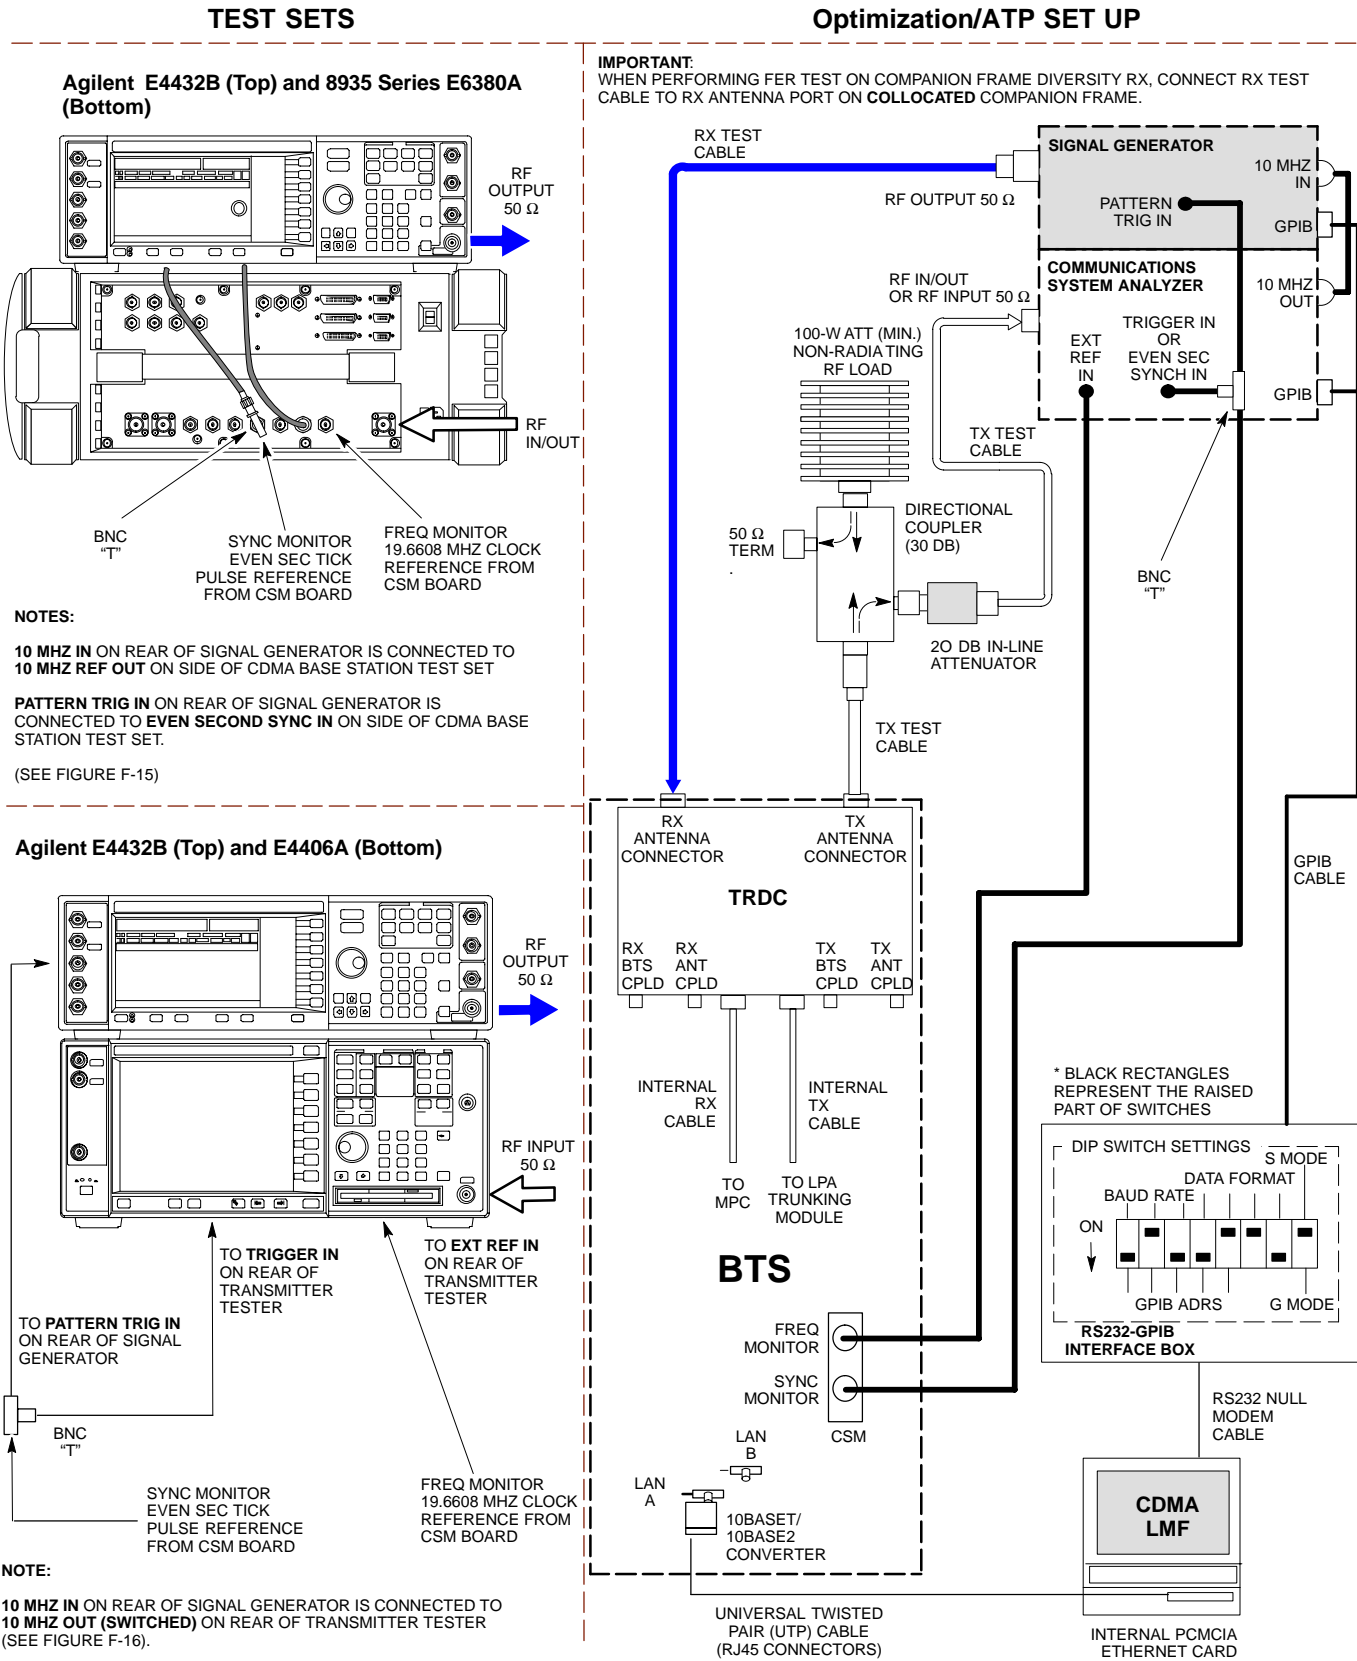 TEST SETS
Optimization/ATP SET UP
Agilent E4432B (Top) and 8935 Series E6380A
(Bottom)
RF
OUTPUT
50 Ω
RF
IN/OUT
BNC
“T”
SYNC MONITOR
EVEN SEC TICK
PULSE REFERENCE
FROM CSM BOARD
FREQ MONITOR
19.6608 MHZ CLOCK
REFERENCE FROM
CSM BOARD
NOTES:
10 MHZ IN ON REAR OF SIGNAL GENERATOR IS CONNECTED TO
10 MHZ REF OUT ON SIDE OF CDMA BASE STATION TEST SET
PATTERN TRIG IN ON REAR OF SIGNAL GENERATOR IS
CONNECTED TO EVEN SECOND SYNC IN ON SIDE OF CDMA BASE
STATION TEST SET.
(SEE FIGURE F-15)
Agilent E4432B (Top) and E4406A (Bottom)
RF
OUTPUT
50 Ω
RF INPUT
50 Ω
TO TRIGGER IN
ON REAR OF
TRANSMITTER
TESTER
TO EXT REF IN
ON REAR OF
TRANSMITTER
TESTER
TO PATTERN TRIG IN
ON REAR OF SIGNAL
GENERATOR
BNC
“T”
SYNC MONITOR
EVEN SEC TICK
PULSE REFERENCE
FROM CSM BOARD
FREQ MONITOR
19.6608 MHZ CLOCK
REFERENCE FROM
CSM BOARD
NOTE:
10 MHZ IN ON REAR OF SIGNAL GENERATOR IS CONNECTED TO
10 MHZ OUT (SWITCHED) ON REAR OF TRANSMITTER TESTER
(SEE FIGURE F-16).
IMPORTANT:
WHEN PERFORMING FER TEST ON COMPANION FRAME DIVERSITY RX, CONNECT RX TEST
CABLE TO RX ANTENNA PORT ON COLLOCATED COMPANION FRAME.
RX TEST
CABLE
RF OUTPUT 50 Ω
SIGNAL GENERATOR
10 MHZ
IN
PATTERN
TRIG IN
GPIB
COMMUNICATIONS
SYSTEM ANALYZER
10 MHZ
OUT
TRIGGER IN
OR
EVEN SEC
SYNCH IN
EXT
REF
IN
GPIB
RF IN/OUT
OR RF INPUT 50 Ω
100-W ATT (MIN.)
NON-RADIA TING
RF LOAD
TX TEST
CABLE
50 Ω
TERM
.
DIRECTIONAL
COUPLER
(30 DB)
BNC
“T”
2O DB IN-LINE
ATTENUATOR
TX TEST
CABLE
RX
ANTENNA
CONNECTOR
TX
ANTENNA
CONNECTOR
TRDC
RX
BTS
CPLD
RX
ANT
CPLD
TX
BTS
CPLD
TX
ANT
CPLD
GPIB
CABLE
INTERNAL
RX
CABLE
INTERNAL
TX
CABLE
TO
MPC
TO LPA
TRUNKING
MODULE
BTS
FREQ
MONITOR
SYNC
MONITOR
CSM
LAN
B
LAN
A
10BASET/
10BASE2
CONVERTER
UNIVERSAL TWISTED
PAIR (UTP) CABLE
(RJ45 CONNECTORS)
* BLACK RECTANGLES
REPRESENT THE RAISED
PART OF SWITCHES
DIP SWITCH SETTINGS
S MODE
DATA FORMAT
BAUD RATE
ON
GPIB ADRS
G MODE
RS232-GPIB
INTERFACE BOX
RS232 NULL
MODEM
CABLE
CDMA
LMF
INTERNAL PCMCIA
ETHERNET CARD